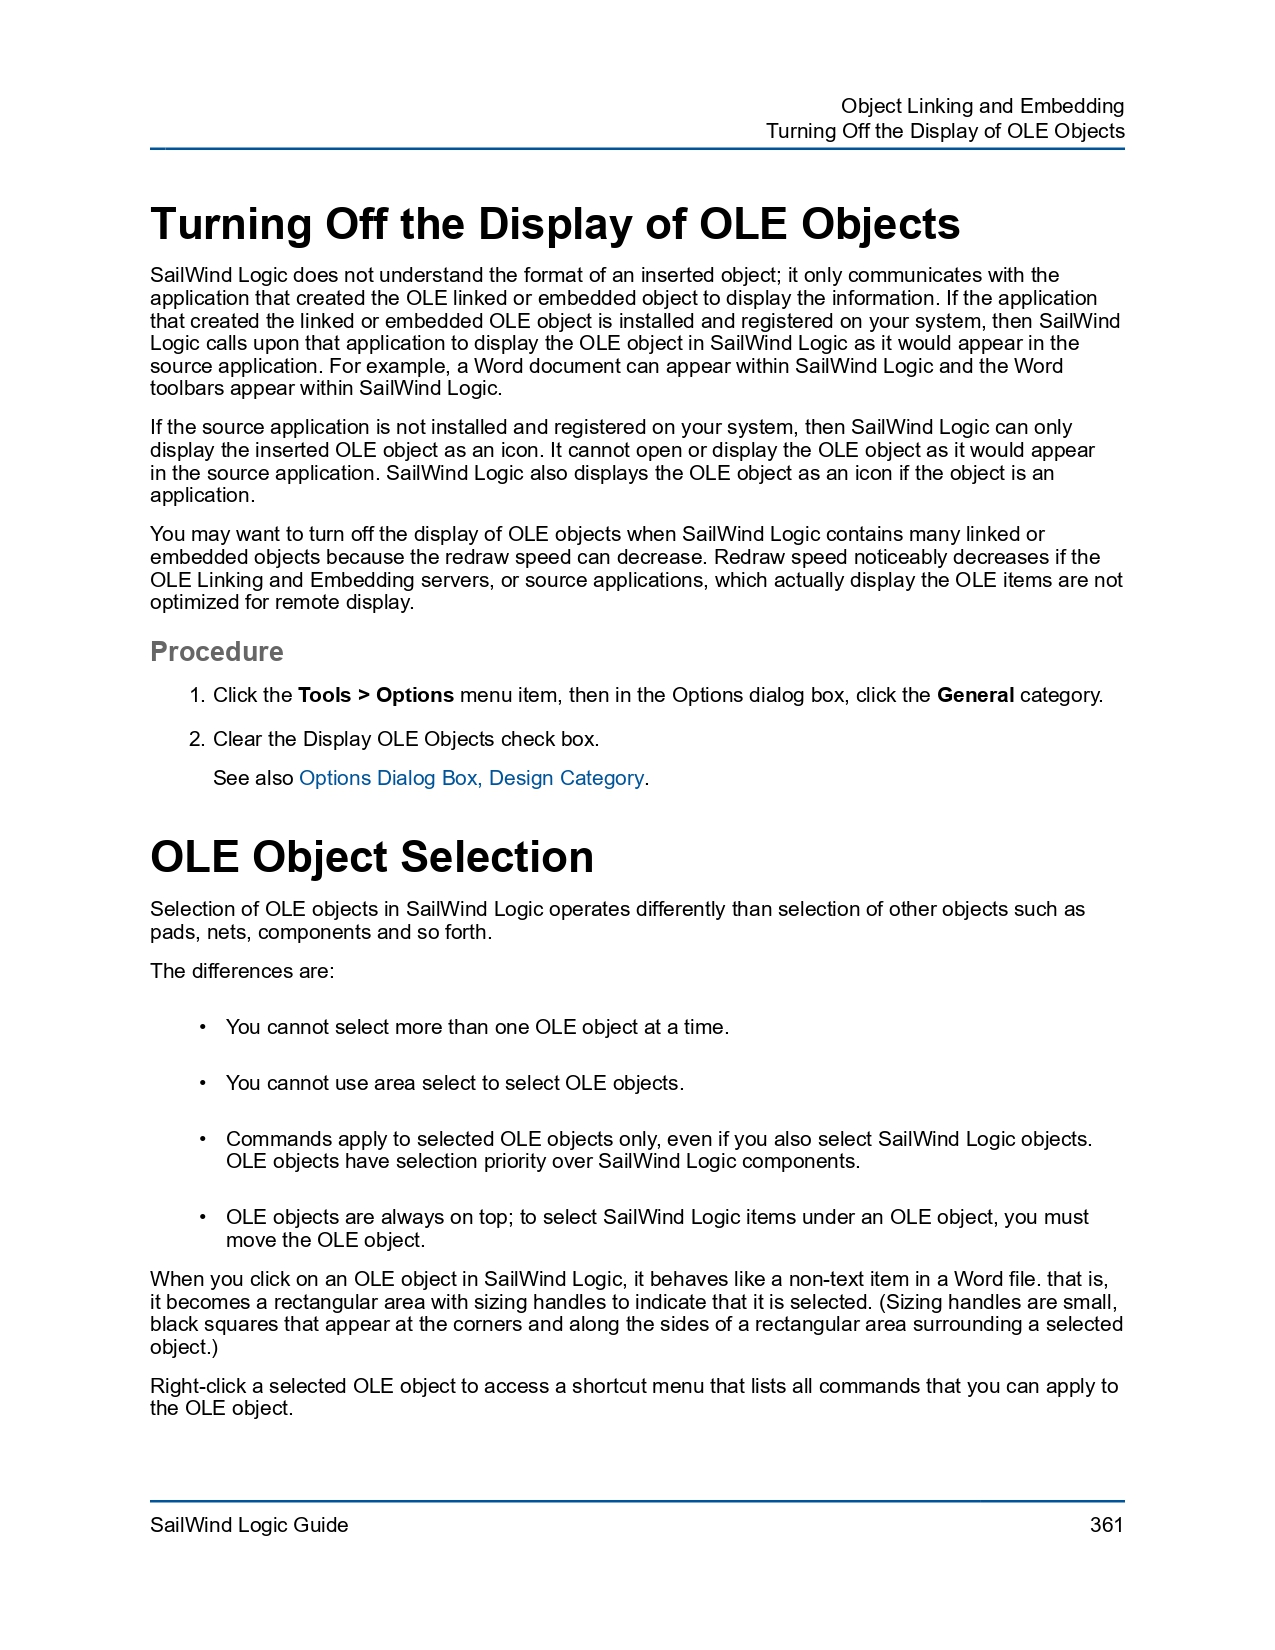 Object Linking and Embedding
Turning Off the Display of OLE Objects
Turning Off the Display of OLE Objects
SailWind Logic does not understand the format of an inserted object; it only communicates with the
application that created the OLE linked or embedded object to display the information. If the application
that created the linked or embedded OLE object is installed and registered on your system, then SailWind
Logic calls upon that application to display the OLE object in SailWind Logic as it would appear in the
source application. For example, a Word document can appear within SailWind Logic and the Word
toolbars appear within SailWind Logic.
If the source application is not installed and registered on your system, then SailWind Logic can only
display the inserted OLE object as an icon. It cannot open or display the OLE object as it would appear
in the source application. SailWind Logic also displays the OLE object as an icon if the object is an
application.
You may want to turn off the display of OLE objects when SailWind Logic contains many linked or
embedded objects because the redraw speed can decrease. Redraw speed noticeably decreases if the
OLE Linking and Embedding servers, or source applications, which actually display the OLE items are not
optimized for remote display.
Procedure
1. Click the Tools > Options menu item, then in the Options dialog box, click the General category.
2. Clear the Display OLE Objects check box.
See also Options Dialog Box, Design Category.
OLE Object Selection
Selection of OLE objects in SailWind Logic operates differently than selection of other objects such as
pads, nets, components and so forth.
The differences are:
• You cannot select more than one OLE object at a time.
• You cannot use area select to select OLE objects.
• Commands apply to selected OLE objects only, even if you also select SailWind Logic objects.
OLE objects have selection priority over SailWind Logic components.
• OLE objects are always on top; to select SailWind Logic items under an OLE object, you must
move the OLE object.
When you click on an OLE object in SailWind Logic, it behaves like a non-text item in a Word file. that is,
it becomes a rectangular area with sizing handles to indicate that it is selected. (Sizing handles are small,
black squares that appear at the corners and along the sides of a rectangular area surrounding a selected
object.)
Right-click a selected OLE object to access a shortcut menu that lists all commands that you can apply to
the OLE object.
SailWind Logic Guide
361